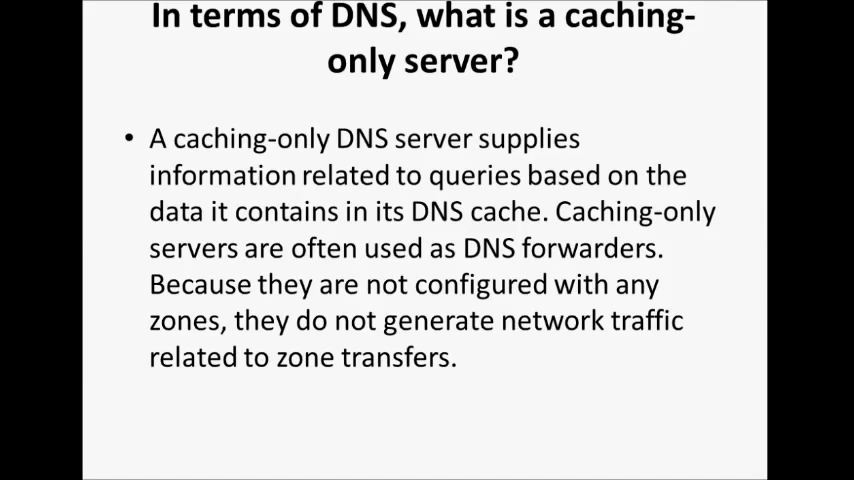 In terms of DNS, what is a caching-
only server?
• A caching-only DNS server supplies
information related to queries based on the
data it contains in its DNS cache. Caching-only
servers are often used as DNS forwarders.
Because they are not configured with any
zones, they do not generate network traffic
related to zone transfers.